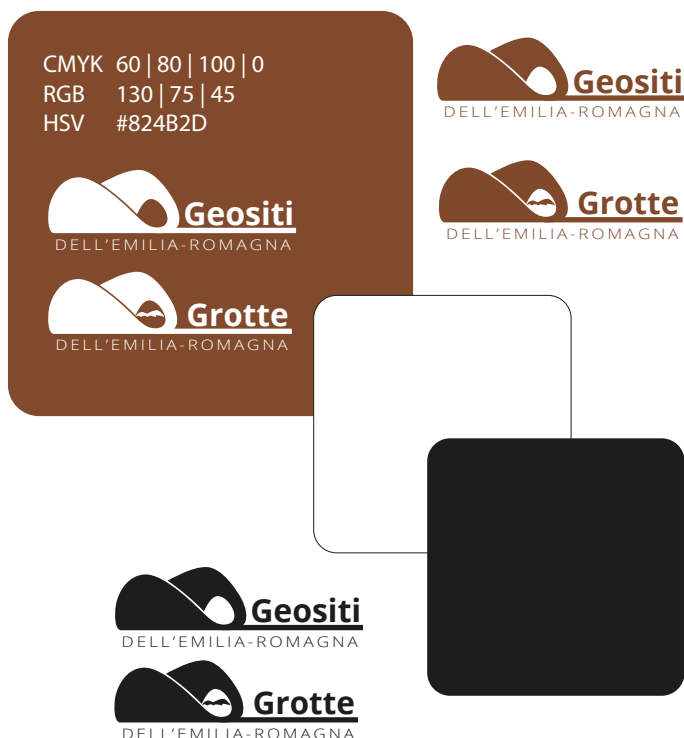 CMYK 60 | 80 | 100 | 0
RGB 130 | 75 | 45
HSV #824B2D
Geositi
DELL'EMILIA-ROMAGNA
Grotte
DELL'EMILIA-ROMAGNA
Geositi
DELL'EMILIA-ROMAGNA
Grotte
DELL'EMILIA-ROMAGNA
Geositi
DELL'EMILIA-ROMAGNA
Grotte
DELL'EMILIA-ROMAGNA